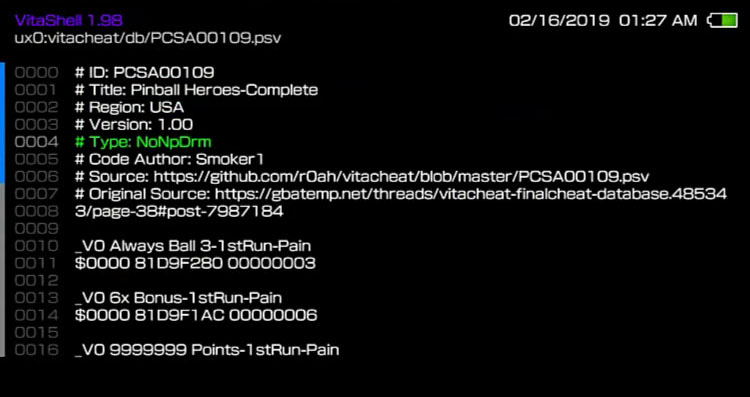 VitaShell 1.98
02/16/2019 01:27 AM
ux0:vitacheat/db/PCSA00109.psv
0000 # ID: PCSA00109
0001 # Title: Pinball Heroes-Complete
0002 # Region: USA
0003 # Version: 1.00
0004 # Type: NoNpDrm
0005 # Code Author: Smoker1
0006 # Source: https://github.com/r0ah/vitacheat/blob/master/PCSA00109.psv
0007 # Original Source: https://gbatemp.net/threads/vitacheat-finalcheat-database.48534
0008 3/page-38#post-7987184
0009
0010 _V0 Always Ball 3-1stRun-Pain
0011 $0000 81D9F280 00000003
0012
0013 _V0 6x Bonus-1stRun-Pain
0014 $0000 81D9F1AC 00000006
0015
0016 _V0 9999999 Points-1stRun-Pain